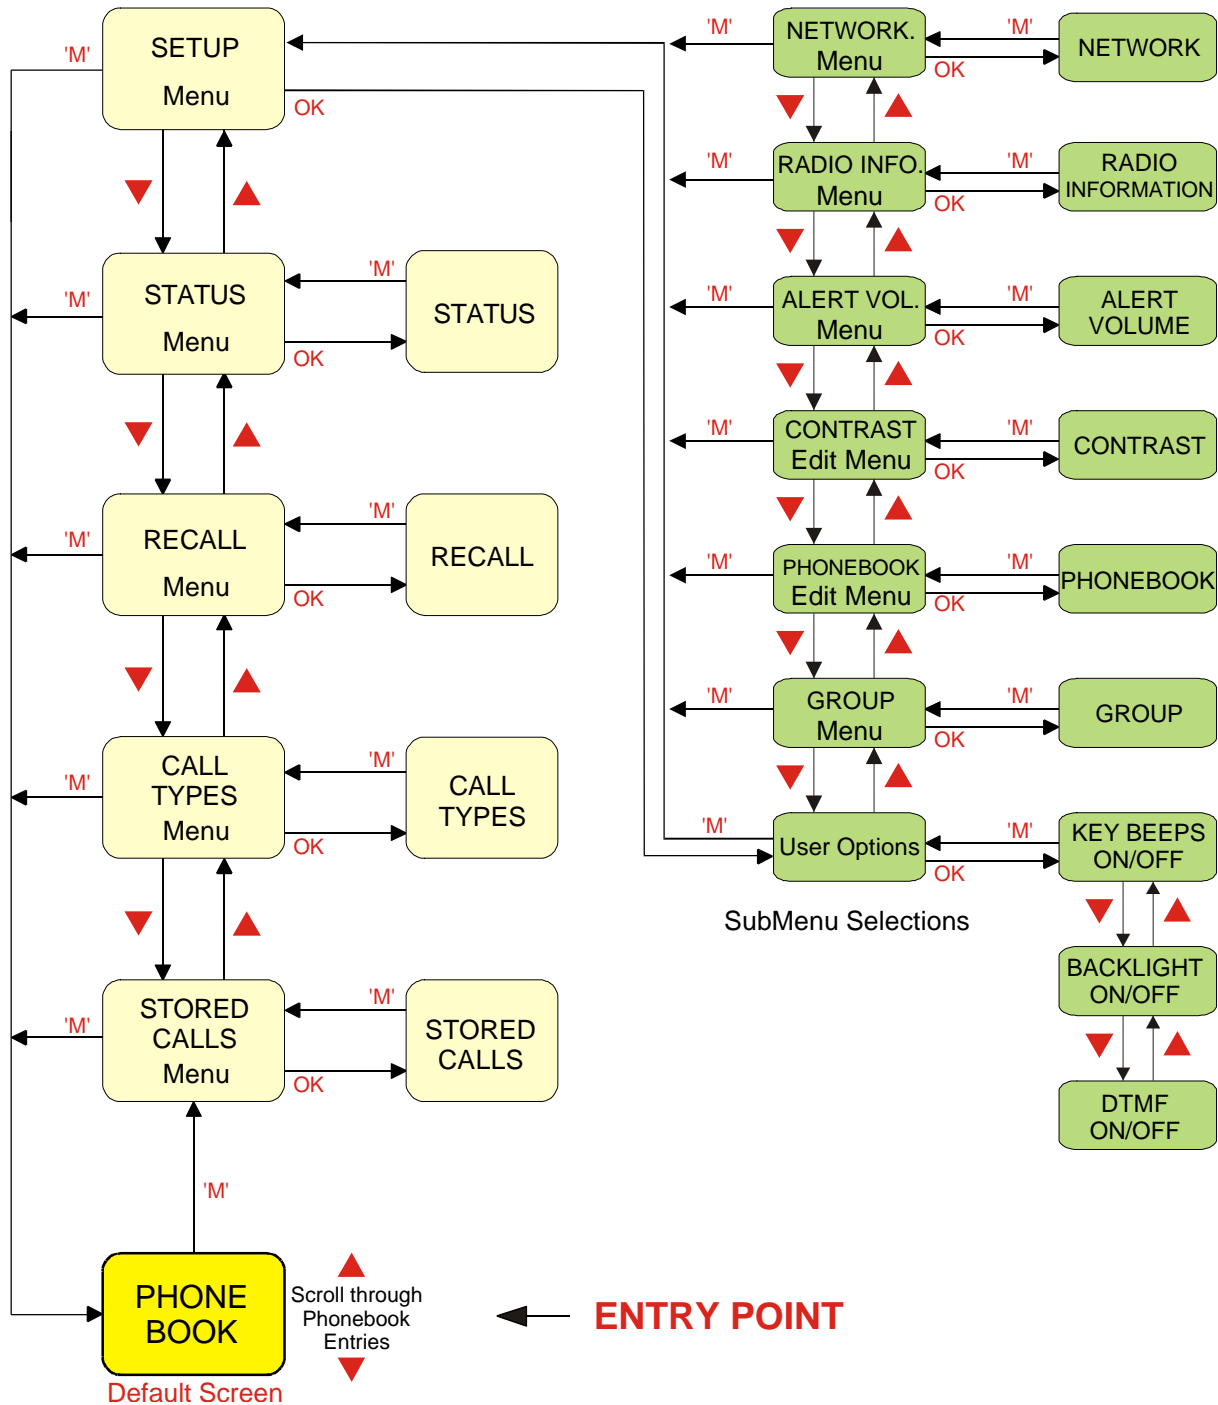 SETUP
Menu
'M'
OK
STATUS
Menu
'M'
'M'
OK
STATUS
RECALL
Menu
'M'
'M'
OK
RECALL
CALL
TYPES
Menu
'M'
'M'
OK
CALL
TYPES
STORED
CALLS
Menu
'M'
'M'
OK
STORED
CALLS
'M'
PHONE
BOOK
Default Screen
Scroll through
Phonebook
Entries
ENTRY POINT
'M'
NETWORK.
Menu
'M'
OK
NETWORK
'M'
RADIO INFO.
Menu
'M'
OK
RADIO
INFORMATION
'M'
ALERT VOL.
Menu
'M'
OK
ALERT
VOLUME
'M'
CONTRAST
Edit Menu
'M'
OK
CONTRAST
'M'
PHONEBOOK
Edit Menu
'M'
OK
PHONEBOOK
'M'
GROUP
Menu
'M'
OK
GROUP
'M'
User Options
'M'
OK
KEY BEEPS
ON/OFF
SubMenu Selections
BACKLIGHT
ON/OFF
DTMF
ON/OFF